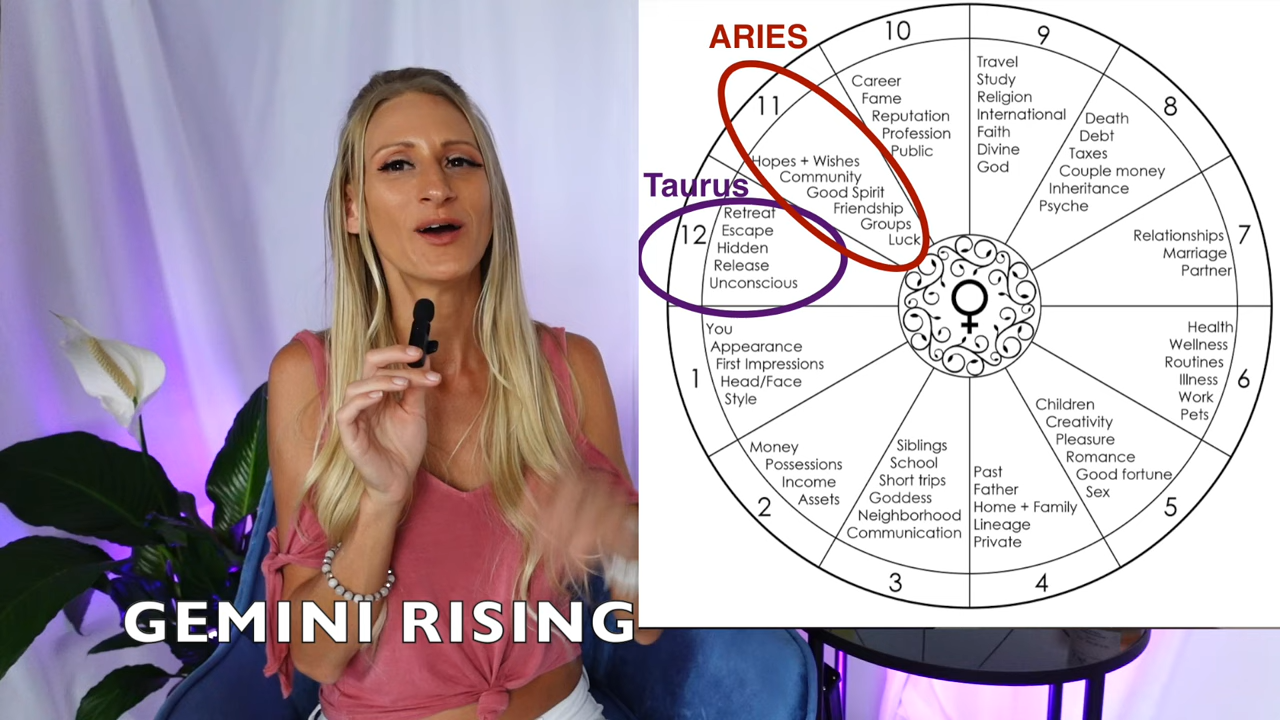 GEMINI RISING
ARIES
Taurus
10
Career
Fame
Reputation
Profession
Public
9
Travel
Study
Religion
International
Faith
Divine
God
8
Death
Debt
Taxes
Couple money
Inheritance
Psyche
7
Relationships
Marriage
Partner
6
Health
Wellness
Routines
Illness
Work
Pets
5
Children
Creativity
Pleasure
Romance
Good fortune
Sex
4
Past
Father
Home + Family
Lineage
Private
3
Siblings
School
Short trips
Goddess
Neighborhood
Communication
2
Money
Possessions
Income
Assets
1
You
Appearance
First Impressions
Head/Face
Style
12
Retreat
Escape
Hidden
Release
Unconscious
11
Hopes + Wishes
Community
Good Spirit
Friendship
Groups
Luck